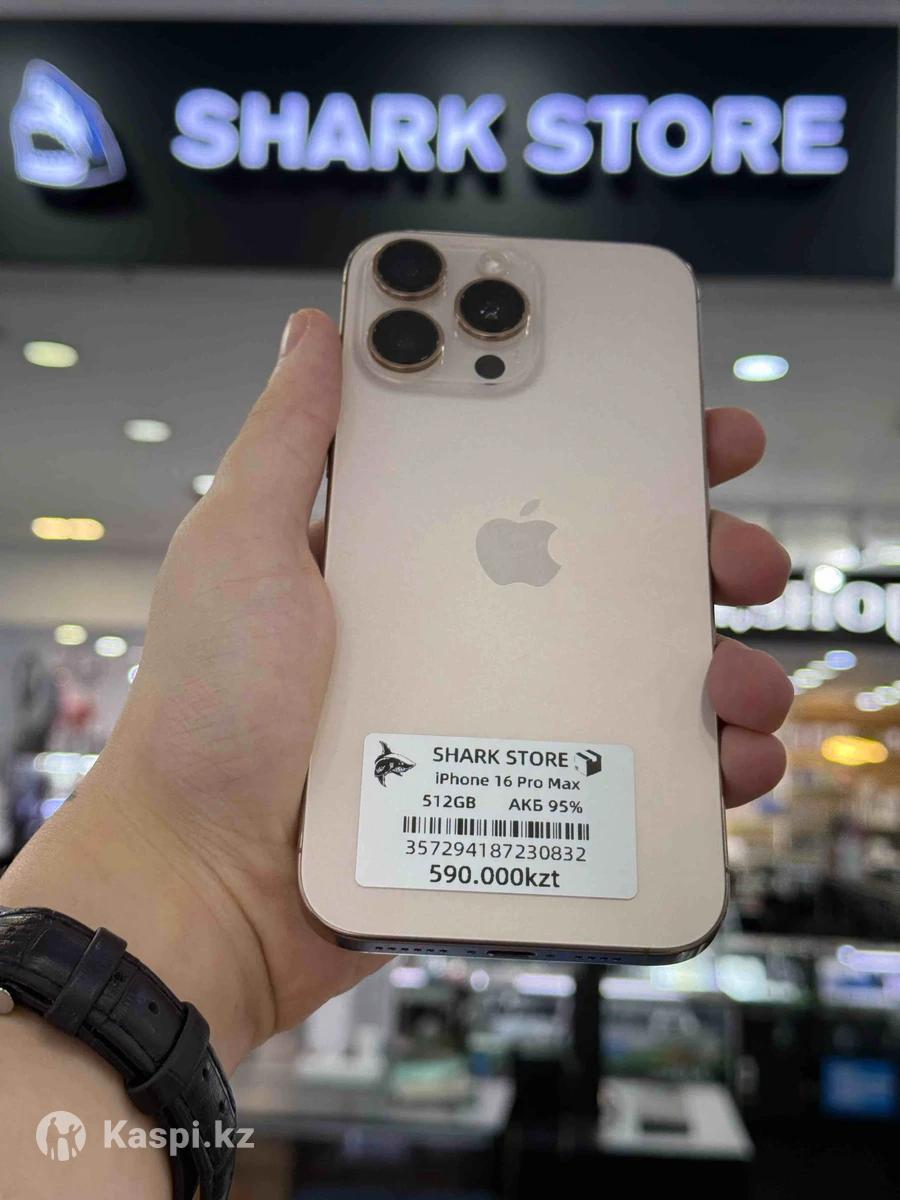 SHARK STORE
SHARK STORE
iPhone 16 Pro Max
512GB АКБ 95%
357294187230832
590.000kzt
Kaspi.kz